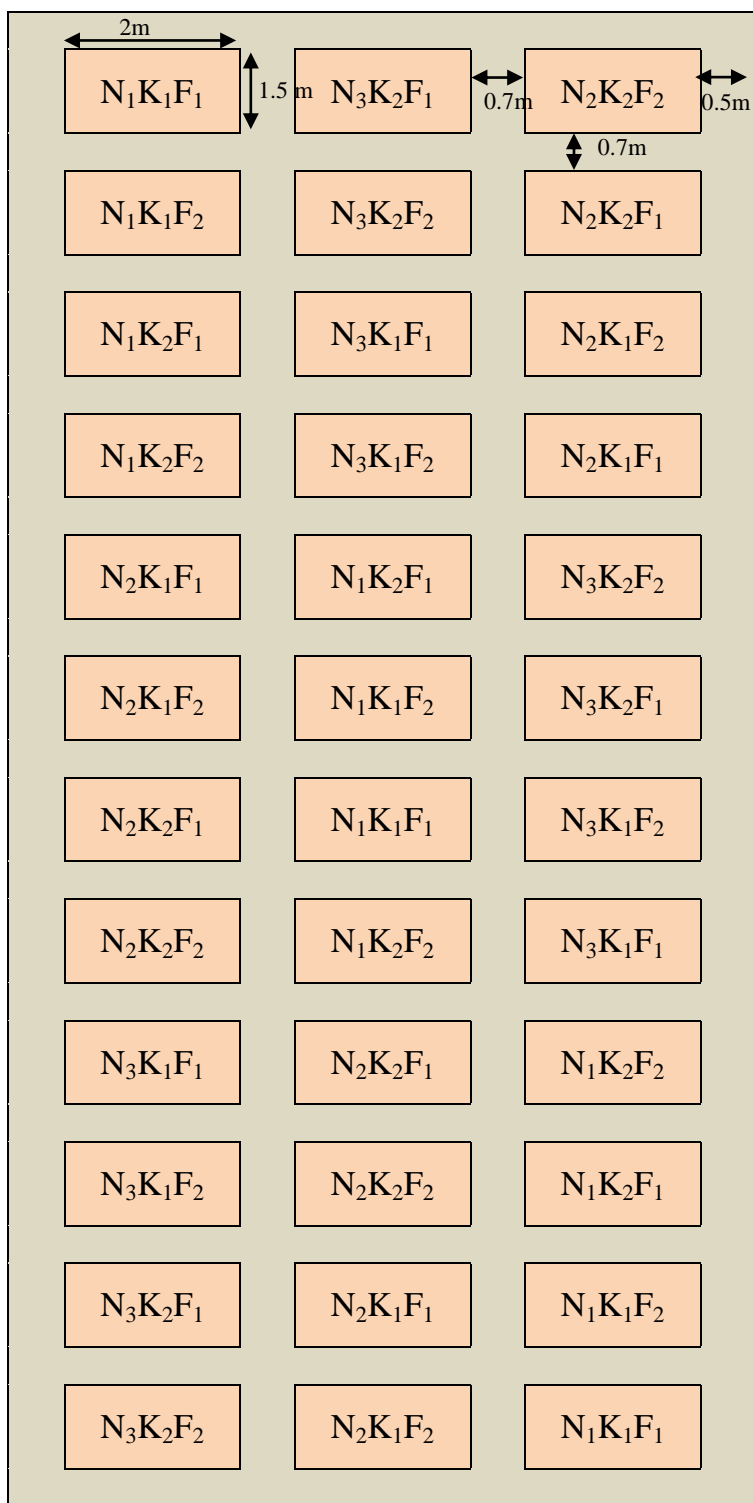 2m
N₁K₁F₁ 1.5 m N₃K₂F₁ 0.7m N₂K₂F₂ 0.5m
0.7m
N₁K₁F₂ N₃K₂F₂ N₂K₂F₁
N₁K₂F₁ N₃K₁F₁ N₂K₁F₂
N₁K₂F₂ N₃K₁F₂ N₂K₁F₁
N₂K₁F₁ N₁K₂F₁ N₃K₂F₂
N₂K₁F₂ N₁K₁F₂ N₃K₂F₁
N₂K₂F₁ N₁K₁F₁ N₃K₁F₂
N₂K₂F₂ N₁K₂F₂ N₃K₁F₁
N₃K₁F₁ N₂K₂F₁ N₁K₂F₂
N₃K₁F₂ N₂K₂F₂ N₁K₂F₁
N₃K₂F₁ N₂K₁F₁ N₁K₁F₂
N₃K₂F₂ N₂K₁F₂ N₁K₁F₁